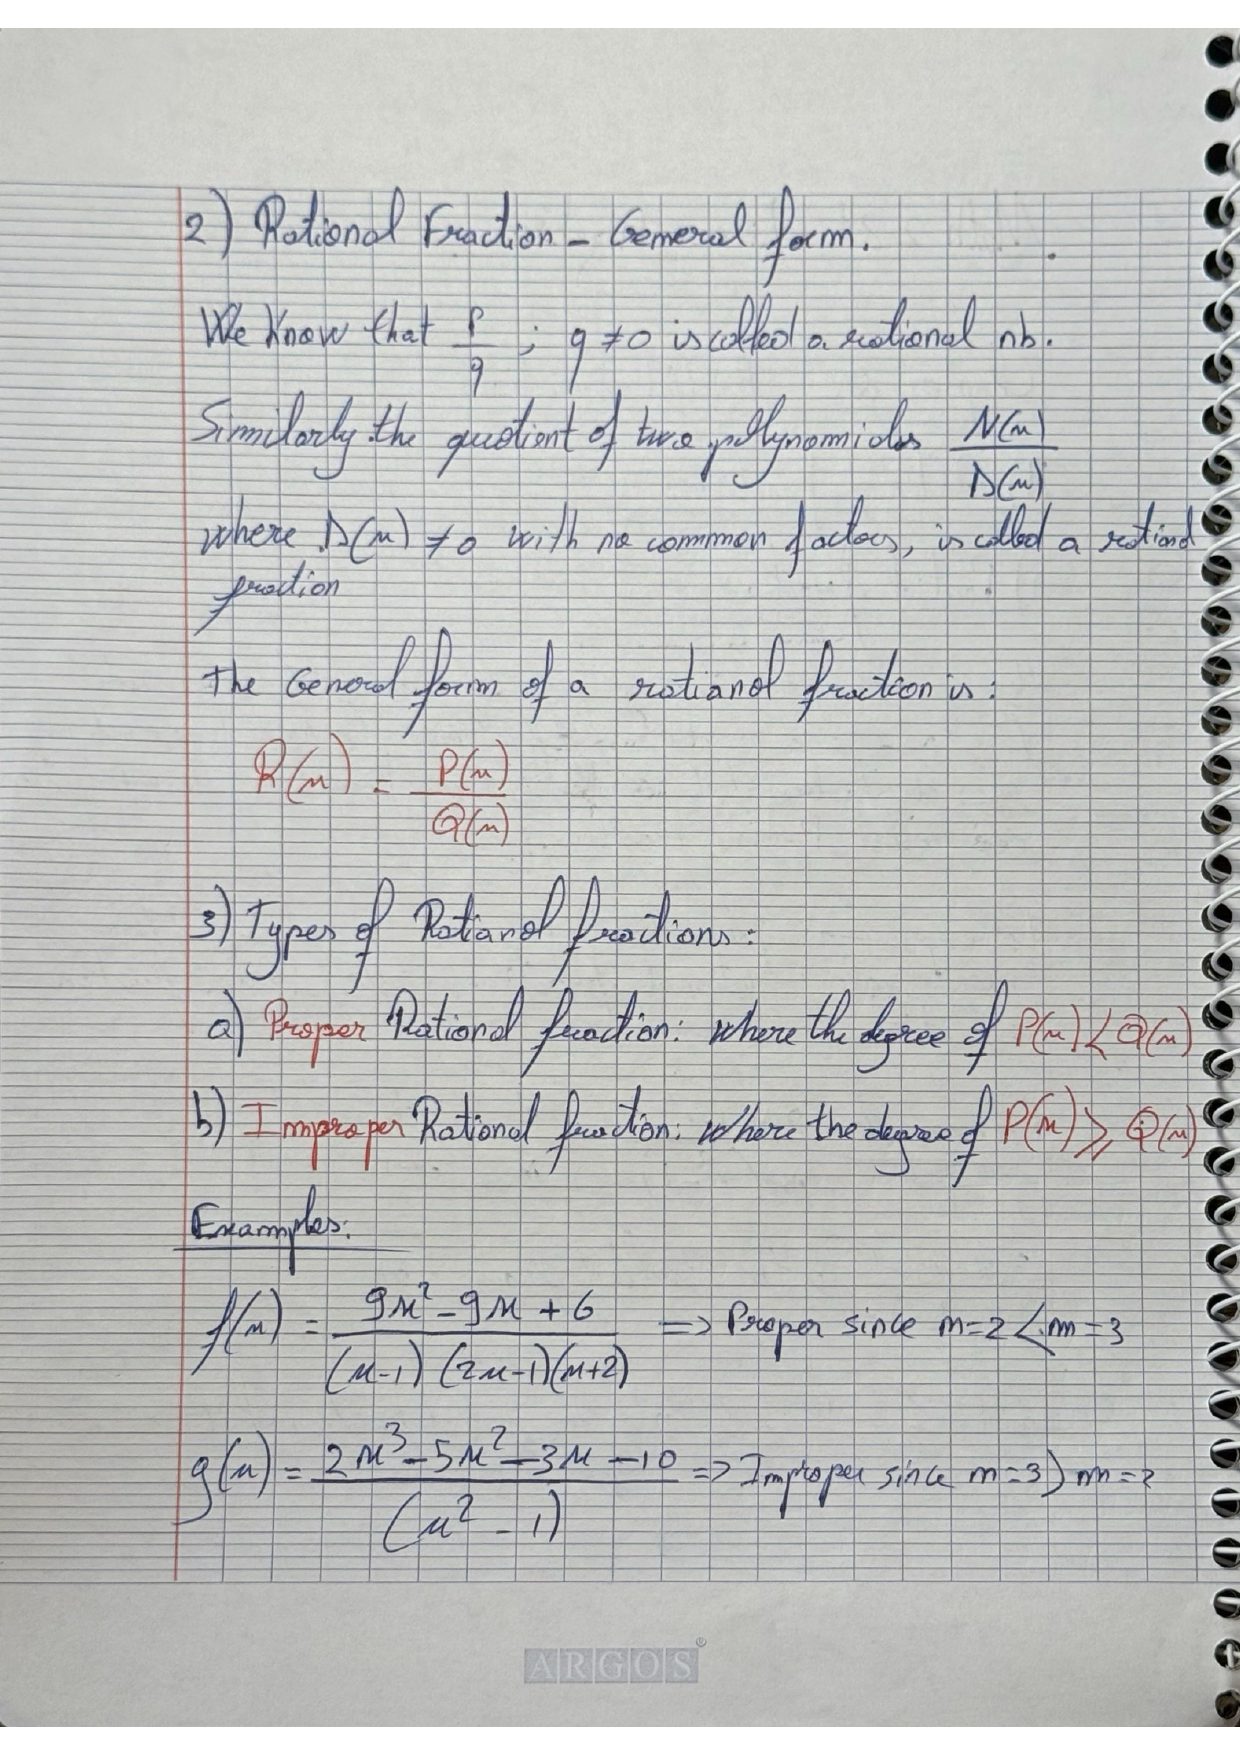 2) Rational Fraction - General form.
We Know that p/q ; q ≠ 0 is called a rational nb.
Similarly the quotient of two polynomials N(x)/D(x)
where D(x) ≠ 0 with no common factors, is called a rational
fraction
The General form of a rational fraction is:
R(x) = P(x)/Q(x)
3) Types of Rational fractions:
a) Proper Rational fraction: where the degree of P(x) < Q(x)
b) Improper Rational fraction: where the degree of P(x) ⩾ Q(x)
Examples:
f(x) = 9x² - 9x + 6 / (x-1) (2x-1)(x+2) => Proper since n=2 < m=3
g(x) = 2x³ - 5x² - 3x - 10 / (x² - 1) => Improper since n=3 > m=2
ARGOS®